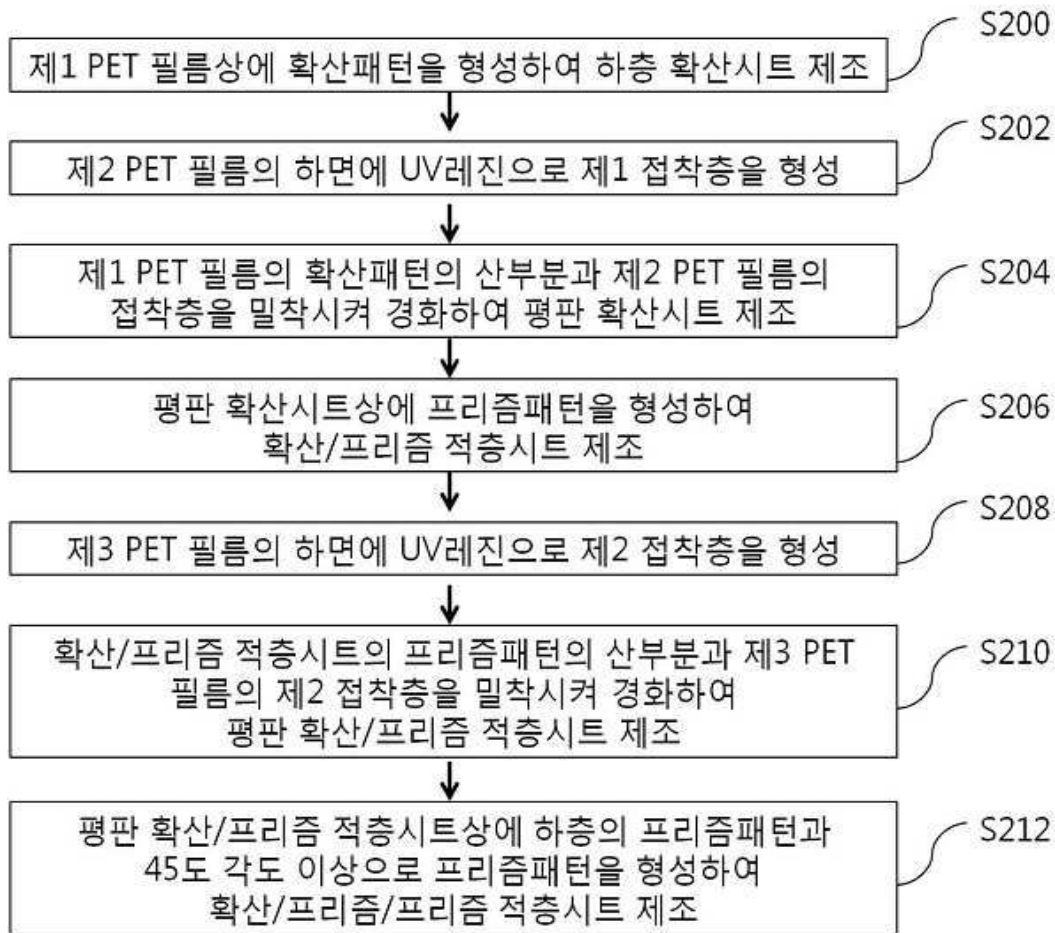 S200
제1 PET 필름상에 확산패턴을 형성하여 하층 확산시트 제조
S202
제2 PET 필름의 하면에 UV레진으로 제1 접착층을 형성
S204
제1 PET 필름의 확산패턴의 산부분과 제2 PET 필름의
접착층을 밀착시켜 경화하여 평판 확산시트 제조
S206
평판 확산시트상에 프리즘패턴을 형성하여
확산/프리즘 적층시트 제조
S208
제3 PET 필름의 하면에 UV레진으로 제2 접착층을 형성
S210
확산/프리즘 적층시트의 프리즘패턴의 산부분과 제3 PET
필름의 제2 접착층을 밀착시켜 경화하여
평판 확산/프리즘 적층시트 제조
S212
평판 확산/프리즘 적층시트상에 하층의 프리즘패턴과
45도 각도 이상으로 프리즘패턴을 형성하여
확산/프리즘/프리즘 적층시트 제조